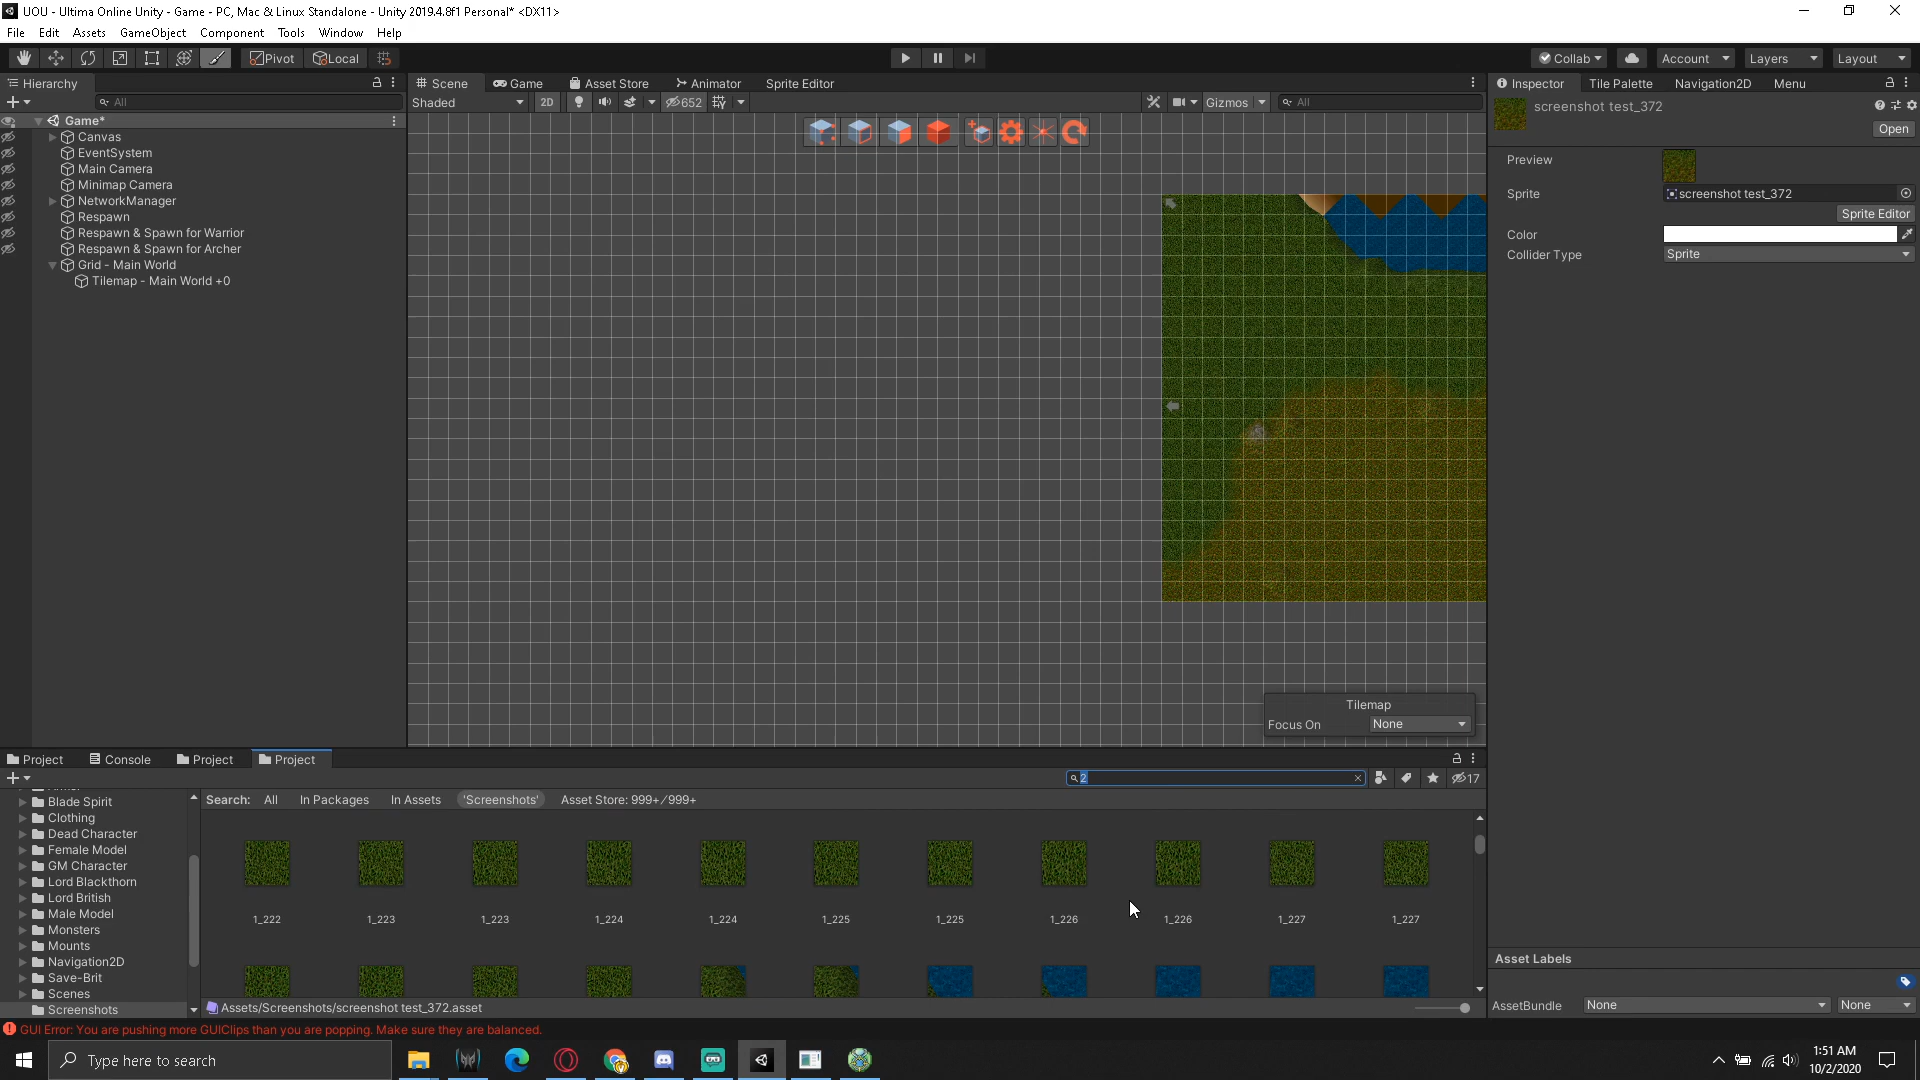 UOU - Ultima Online Unity - Game - PC, Mac & Linux Standalone - Unity 2019.4.8f1 Personal* <DX11>
File Edit Assets GameObject Component Tools Window Help
Pivot Local Collab Account Layers Layout
Hierarchy Scene Game Asset Store Animator Sprite Editor Inspector Tile Palette Navigation2D Menu
All Shaded 2D 652 Gizmos All
screenshot test_372
Open
Game*
Canvas
EventSystem
Main Camera
Minimap Camera
NetworkManager
Respawn
Respawn & Spawn for Warrior
Respawn & Spawn for Archer
Grid - Main World
Tilemap - Main World +0
Preview
Sprite screenshot test_372
Sprite Editor
Color
Collider Type Sprite
Tilemap
Focus On None
Project Console Project Project
2 17
Search: All In Packages In Assets 'Screenshots' Asset Store: 999+/999+
Blade Spirit
Clothing
Dead Character
Female Model
GM Character
Lord Blackthorn
Lord British
Male Model
Monsters
Mounts
Navigation2D
Save-Brit
Scenes
Screenshots
1_222 1_223 1_223 1_224 1_224 1_225 1_225 1_226 1_226 1_227 1_227
Assets/Screenshots/screenshot test_372.asset
Asset Labels
AssetBundle None None
GUI Error: You are pushing more GUIClips than you are popping. Make sure they are balanced.
Type here to search
1:51 AM
10/2/2020